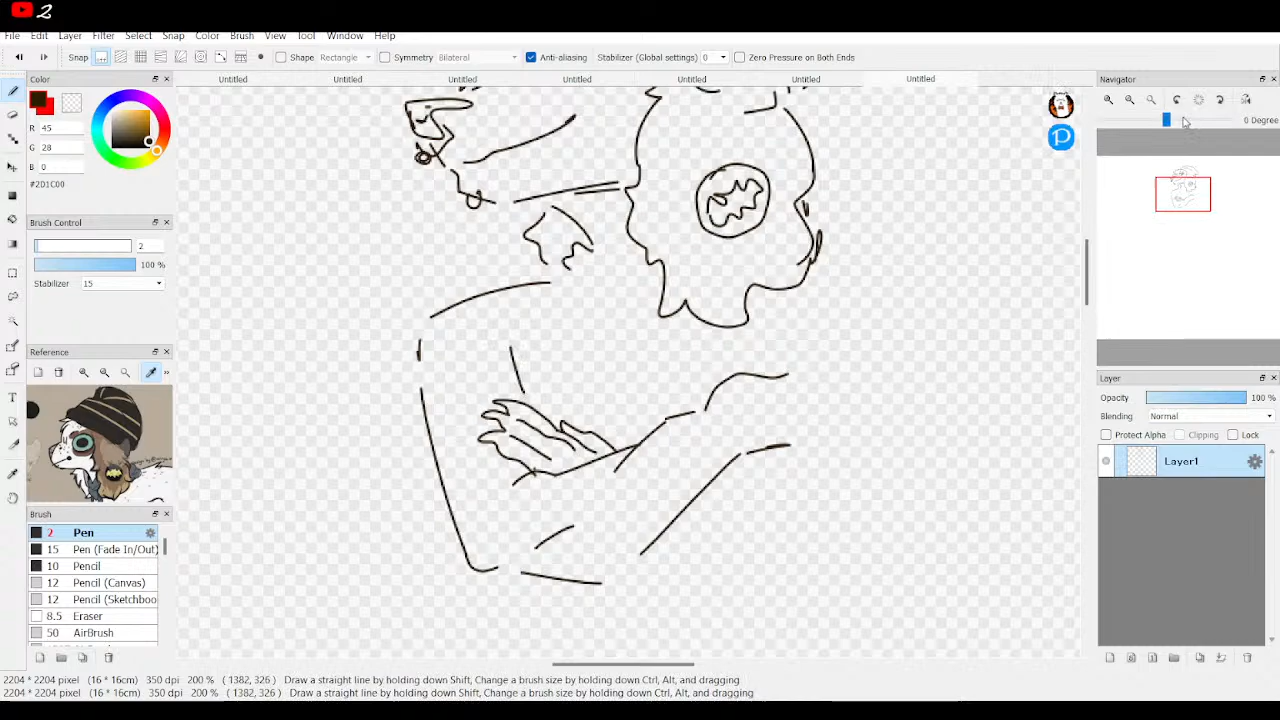 2
File Edit Layer Filter Select Snap Color Brush View Tool Window Help
Snap Shape Rectangle Symmetry Bilateral Anti-aliasing Stabilizer (Global settings) 0 Zero Pressure on Both Ends
Color Untitled Untitled Untitled Untitled Untitled Untitled Untitled Navigator
R 45
G 28
B 0
#2D1C00
0 Degree
Brush Control
2
100 %
Stabilizer 15
Reference
Brush
2 Pen
15 Pen (Fade In/Out)
10 Pencil
12 Pencil (Canvas)
12 Pencil (Sketchboo
8.5 Eraser
50 AirBrush
P
Layer
Opacity 100 %
Blending Normal
Protect Alpha Clipping Lock
Layer1
2204 * 2204 pixel (16 * 16cm) 350 dpi 200 % ( 1382, 326 ) Draw a straight line by holding down Shift, Change a brush size by holding down Ctrl, Alt, and dragging
2204 * 2204 pixel (16 * 16cm) 350 dpi 200 % ( 1382, 326 ) Draw a straight line by holding down Shift, Change a brush size by holding down Ctrl, Alt, and dragging